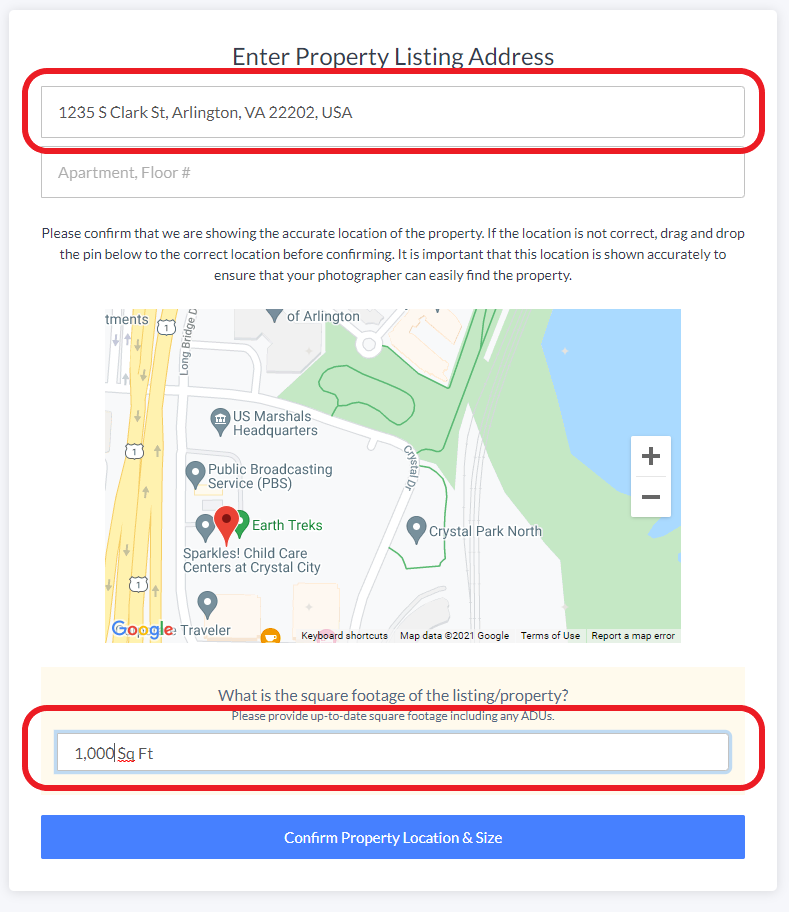 Enter Property Listing Address
1235 S Clark St, Arlington, VA 22202, USA
Apartment, Floor #
Please confirm that we are showing the accurate location of the property. If the location is not correct, drag and drop
the pin below to the correct location before confirming. It is important that this location is shown accurately to
ensure that your photographer can easily find the property.
tments
1
Long Bridge D
of Arlington
US Marshals
Headquarters
1
Crystal Dr
Public Broadcasting
Service (PBS)
Earth Treks
Crystal Park North
Sparkles! Child Care
Centers at Crystal City
1
Google
e Traveler
Keyboard shortcuts
Map data ©2021 Google
Terms of Use
Report a map error
What is the square footage of the listing/property?
Please provide up-to-date square footage including any ADUs.
1,000 Sq Ft
Confirm Property Location & Size